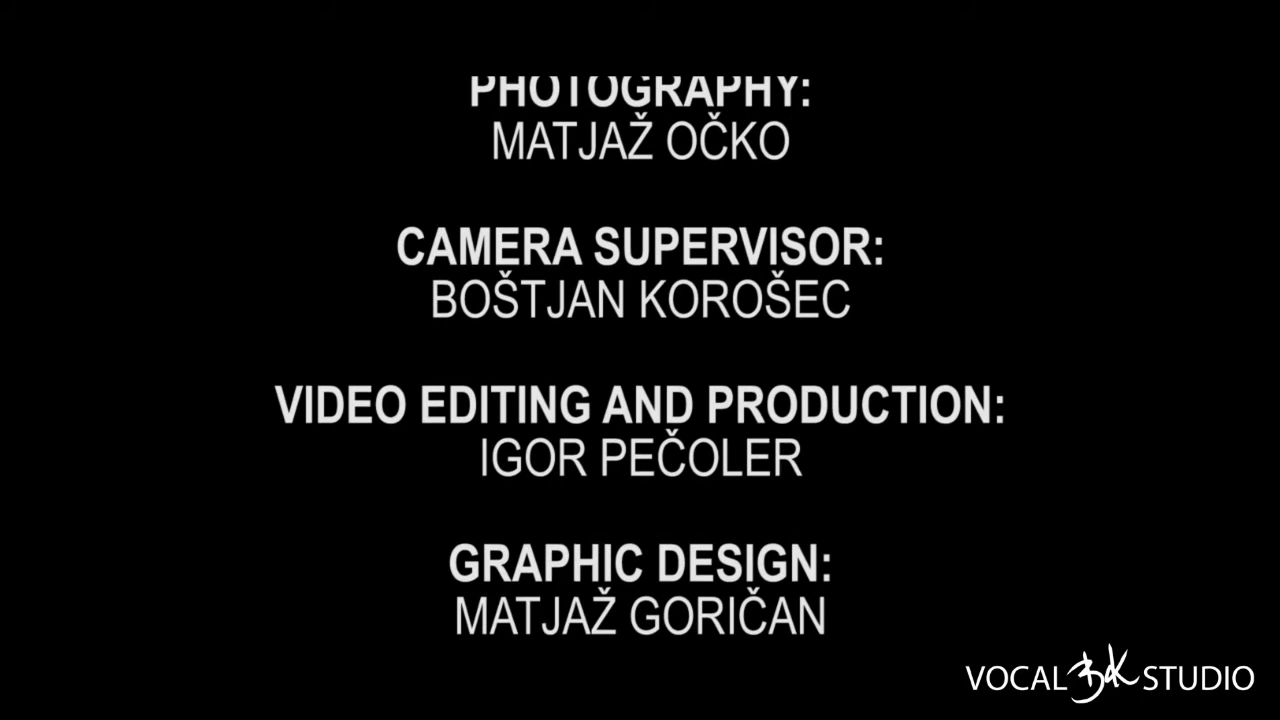 PHOTOGRAPHY:
MATJAŽ OČKO
CAMERA SUPERVISOR:
BOŠTJAN KOROŠEC
VIDEO EDITING AND PRODUCTION:
IGOR PEČOLER
GRAPHIC DESIGN:
MATJAŽ GORIČAN
VOCAL BK STUDIO